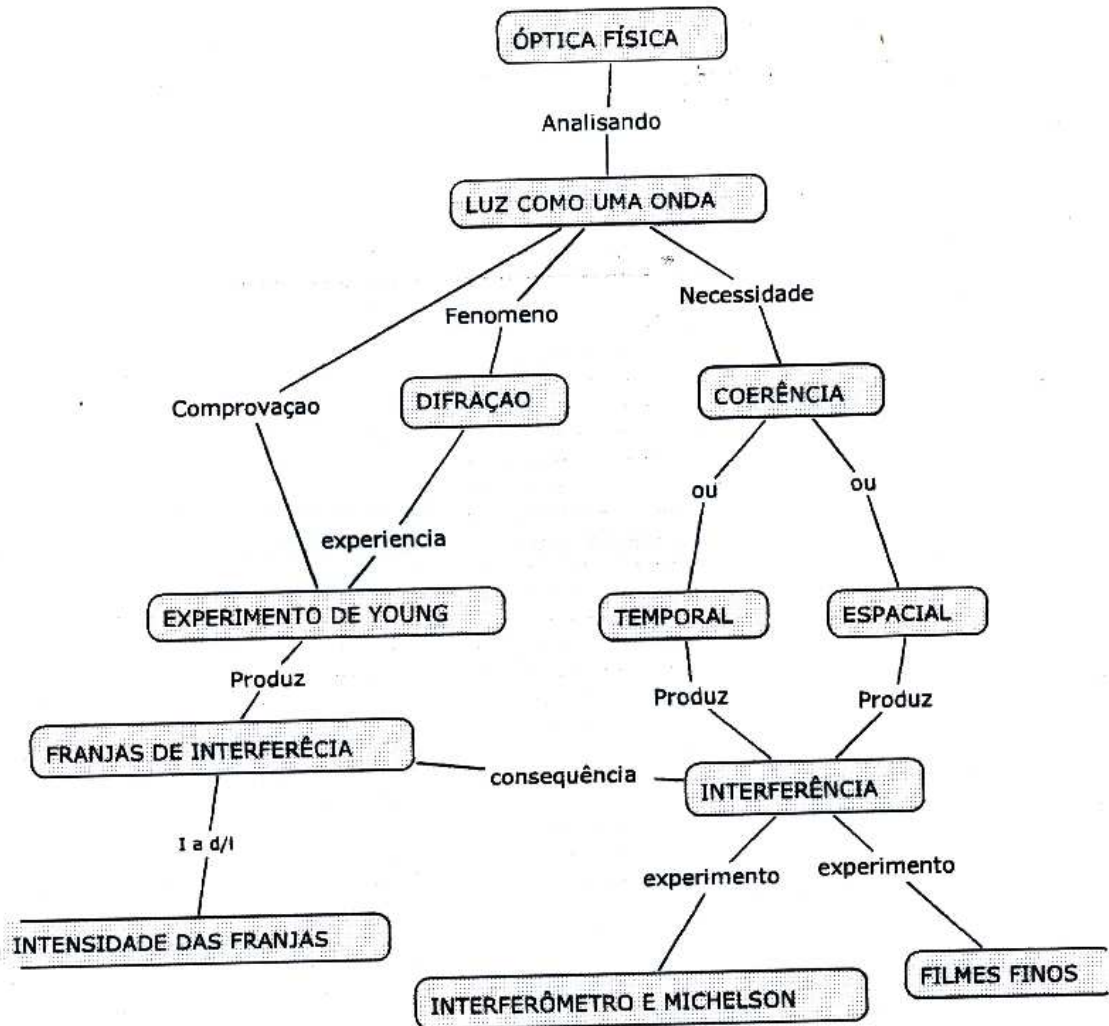 ÓPTICA FÍSICA
Analisando
LUZ COMO UMA ONDA
Necessidade
Fenomeno
Comprovaçao
DIFRAÇAO
COERÊNCIA
ou
ou
experiencia
EXPERIMENTO DE YOUNG
TEMPORAL
ESPACIAL
Produz
Produz
Produz
FRANJAS DE INTERFERÊCIA
consequência
INTERFERÊNCIA
I a d/l
experimento
experimento
INTENSIDADE DAS FRANJAS
INTERFERÔMETRO E MICHELSON
FILMES FINOS